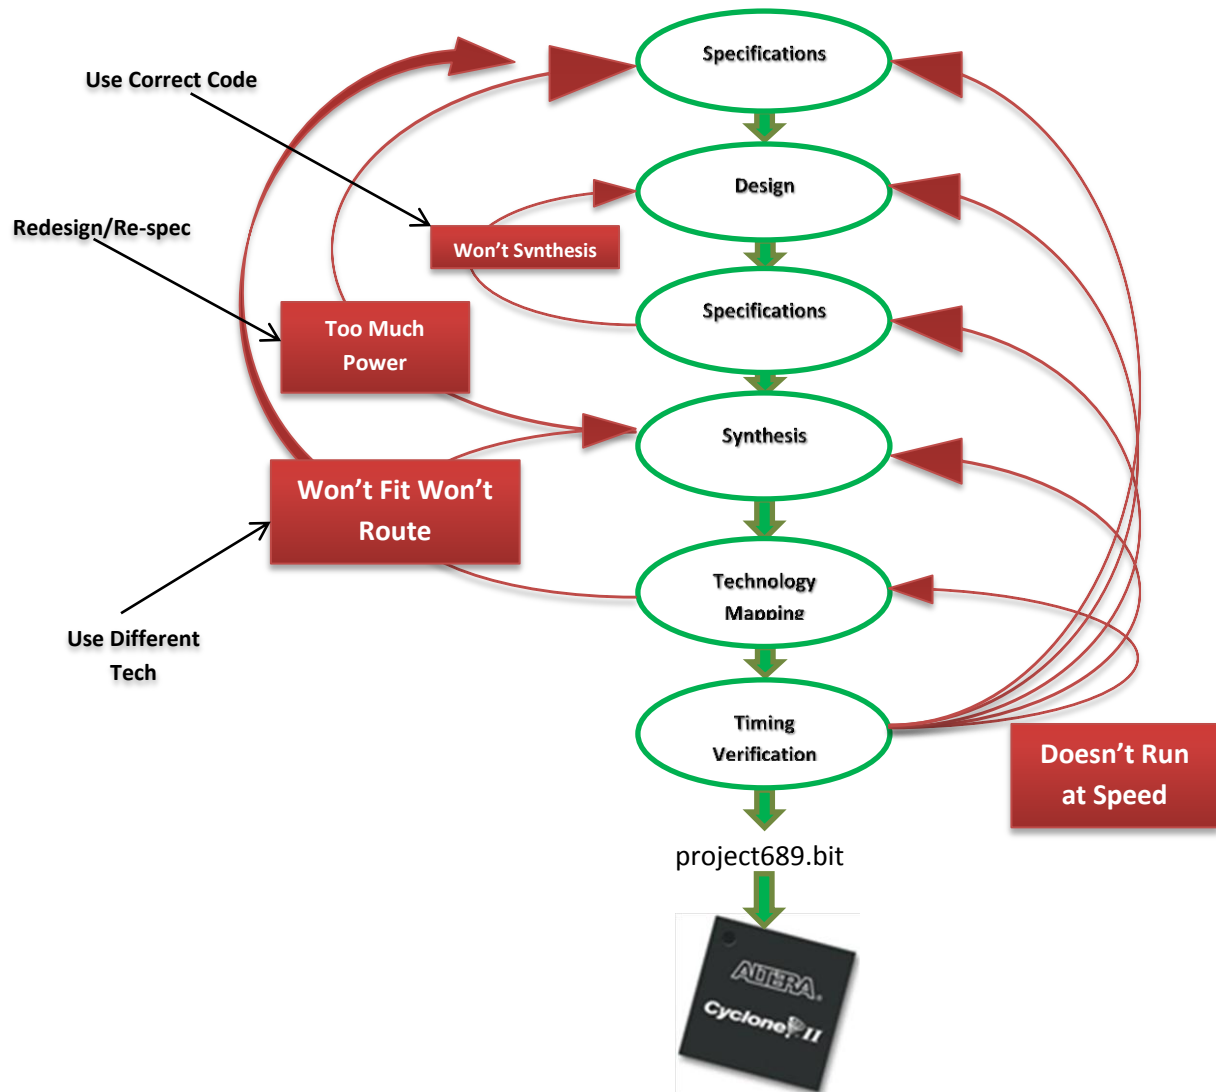 Specifications
Use Correct Code
Design
Redesign/Re-spec
Won't Synthesis
Specifications
Too Much
Power
Synthesis
Won't Fit Won't
Route
Technology
Mapping
Use Different
Tech
Timing
Verification
Doesn't Run
at Speed
project689.bit
ALTERA®
Cyclone II